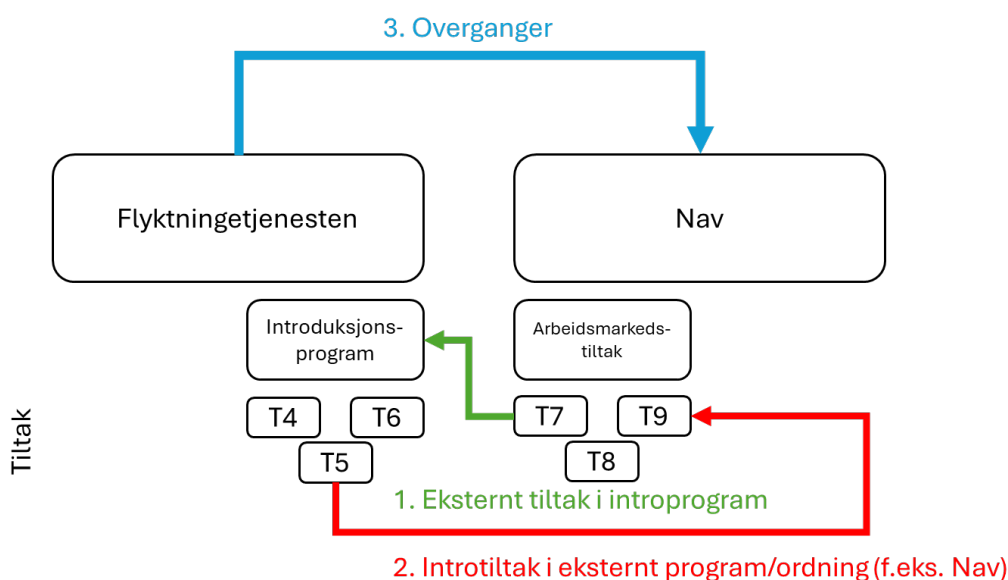 3. Overganger
Flyktningetjenesten
Nav
Introduksjons-
program
Arbeidsmarkeds-
tiltak
Tiltak
T4
T6
T7
T9
T5
T8
1. Eksternt tiltak i introprogram
2. Introtiltak i eksternt program/ordning (f.eks. Nav)